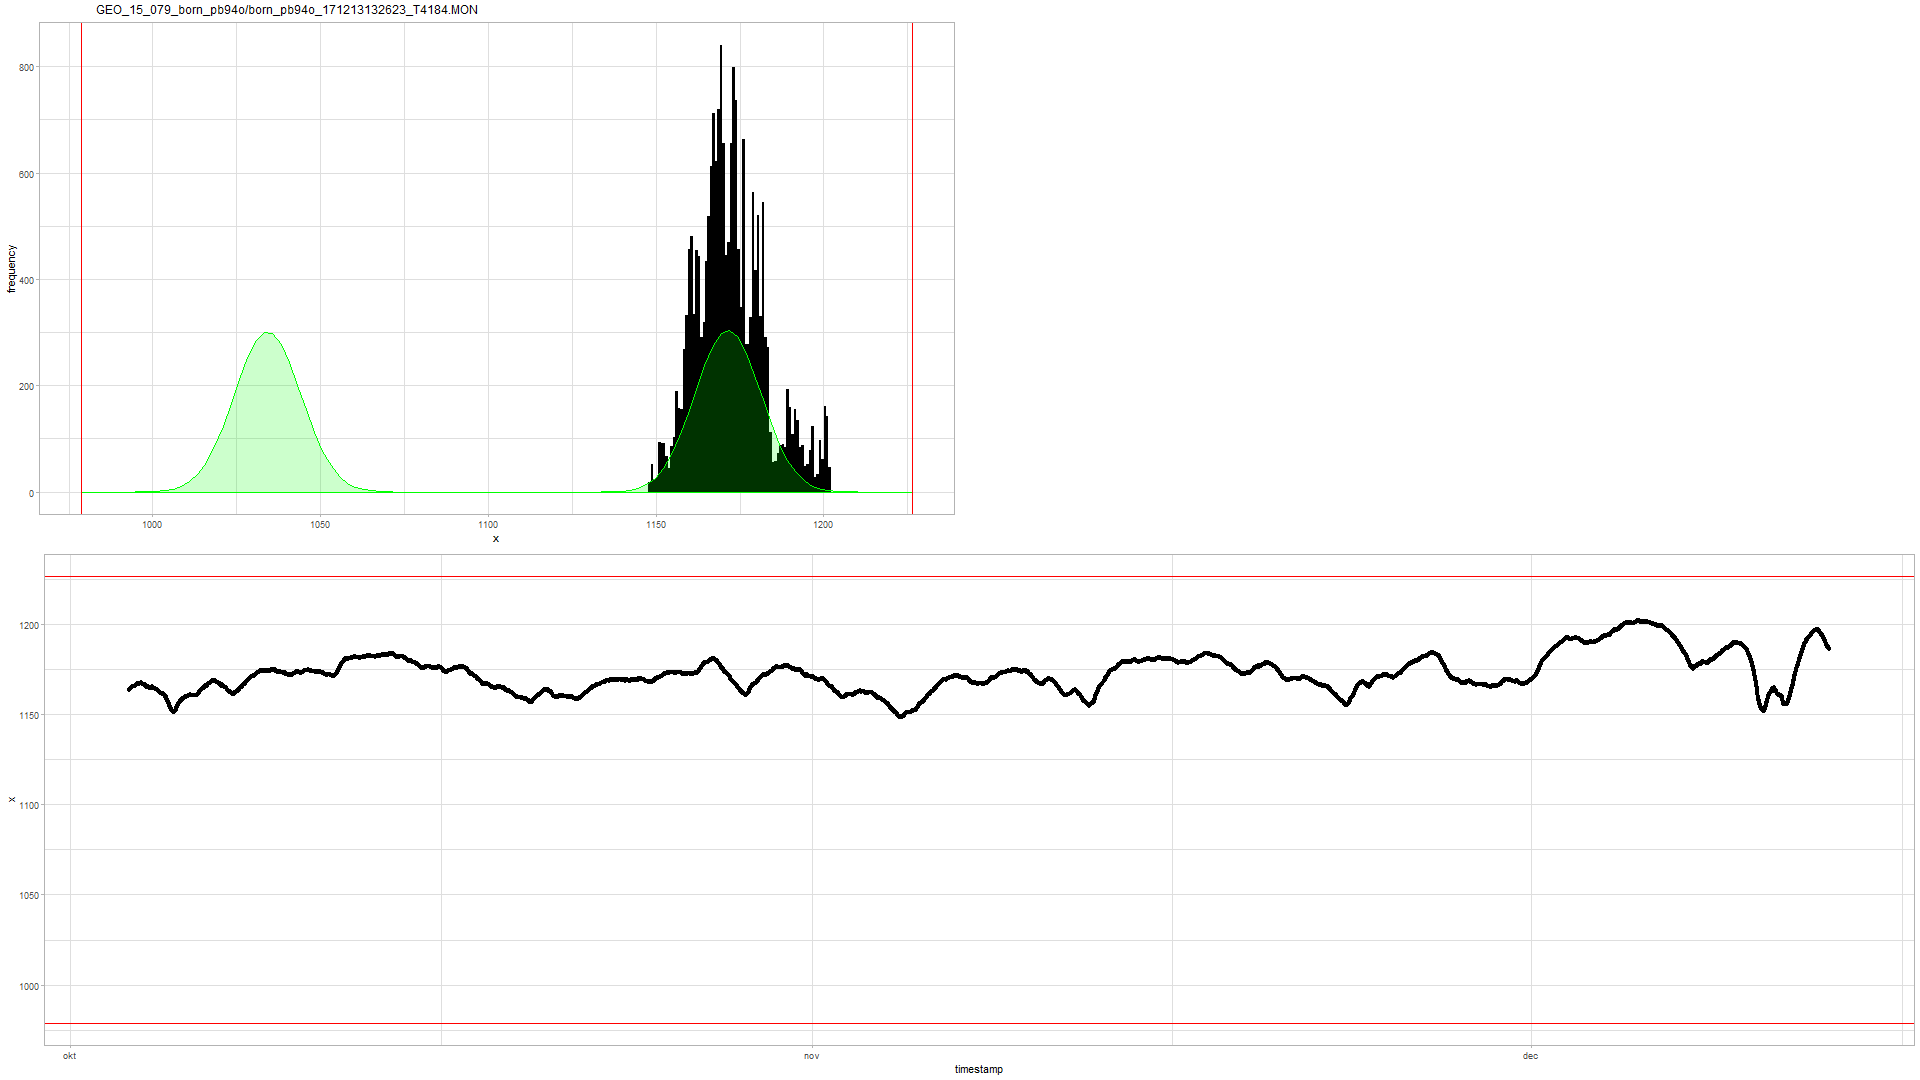 GEO_15_079_born_pb94o/born_pb94o_171213132623_T4184.MON
800
600
400
200
0
frequency
1000 1050 1100 1150 1200
x
1200
1150
1100
1050
1000
x
okt nov dec
timestamp